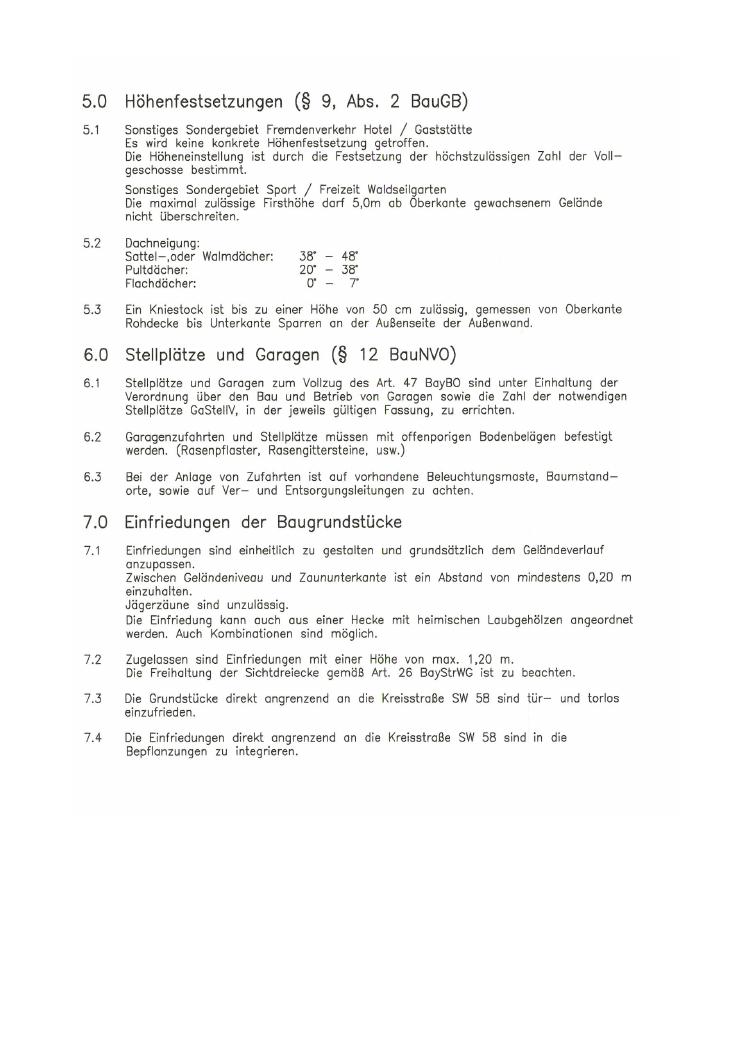 5.0 Höhenfestsetzungen (§ 9, Abs. 2 BauGB)
5.1 Sonstiges Sondergebiet Fremdenverkehr Hotel / Gaststätte
Es wird keine konkrete Höhenfestsetzung getroffen.
Die Höheneinstellung ist durch die Festsetzung der höchstzulässigen Zahl der Voll-
geschosse bestimmt.
Sonstiges Sondergebiet Sport / Freizeit Waldseilgarten
Die maximal zulässige Firsthöhe darf 5,0m ab Oberkante gewachsenem Gelände
nicht überschreiten.
5.2 Dachneigung:
Sattel-,oder Walmdächer: 38° - 48°
Pultdächer: 20° - 38°
Flachdächer: 0° - 7°
5.3 Ein Kniestock ist bis zu einer Höhe von 50 cm zulässig, gemessen von Oberkante
Rohdecke bis Unterkante Sparren an der Außenseite der Außenwand.
6.0 Stellplätze und Garagen (§ 12 BauNVO)
6.1 Stellplätze und Garagen zum Vollzug des Art. 47 BayBO sind unter Einhaltung der
Verordnung über den Bau und Betrieb von Garagen sowie die Zahl der notwendigen
Stellplätze GaStellV, in der jeweils gültigen Fassung, zu errichten.
6.2 Garagenzufahrten und Stellplätze müssen mit offenporigen Bodenbelägen befestigt
werden. (Rasenpflaster, Rasengittersteine, usw.)
6.3 Bei der Anlage von Zufahrten ist auf vorhandene Beleuchtungsmaste, Baumstand-
orte, sowie auf Ver- und Entsorgungsleitungen zu achten.
7.0 Einfriedungen der Baugrundstücke
7.1 Einfriedungen sind einheitlich zu gestalten und grundsätzlich dem Geländeverlauf
anzupassen.
Zwischen Geländeniveau und Zaununterkante ist ein Abstand von mindestens 0,20 m
einzuhalten.
Jägerzäune sind unzulässig.
Die Einfriedung kann auch aus einer Hecke mit heimischen Laubgehölzen angeordnet
werden. Auch Kombinationen sind möglich.
7.2 Zugelassen sind Einfriedungen mit einer Höhe von max. 1,20 m.
Die Freihaltung der Sichtdreiecke gemäß Art. 26 BayStrWG ist zu beachten.
7.3 Die Grundstücke direkt angrenzend an die Kreisstraße SW 58 sind tür- und torlos
einzufrieden.
7.4 Die Einfriedungen direkt angrenzend an die Kreisstraße SW 58 sind in die
Bepflanzungen zu integrieren.